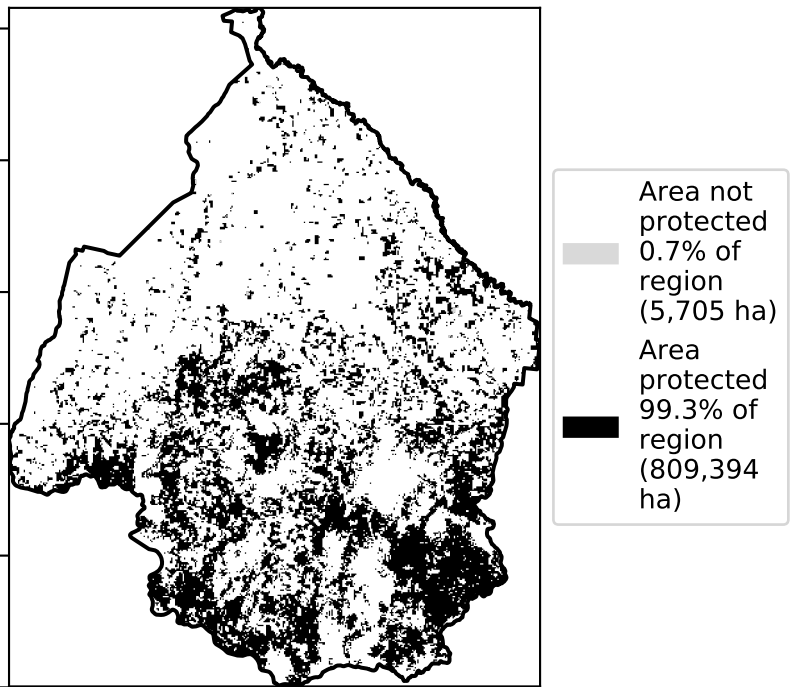 Area not
protected
0.7% of
region
(5,705 ha)
Area
protected
99.3% of
region
(809,394
ha)